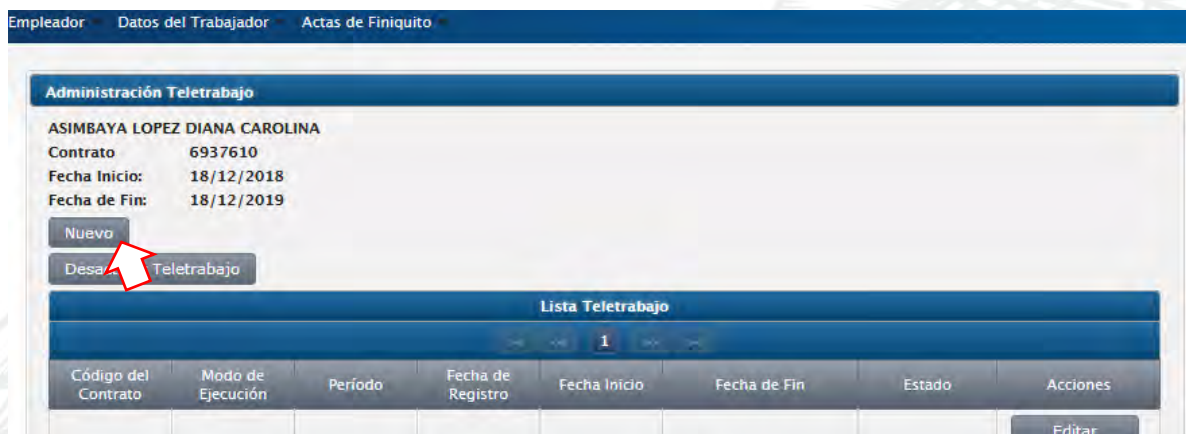 Empleador Datos del Trabajador Actas de Finiquito
Administración Teletrabajo
ASIMBAYA LOPEZ DIANA CAROLINA
Contrato 6937610
Fecha Inicio: 18/12/2018
Fecha de Fin: 18/12/2019
Nuevo
Teletrabajo
Lista Teletrabajo
1
Código del Contrato Modo de Ejecución Período Fecha de Registro Fecha Inicio Fecha de Fin Estado Acciones
Editar